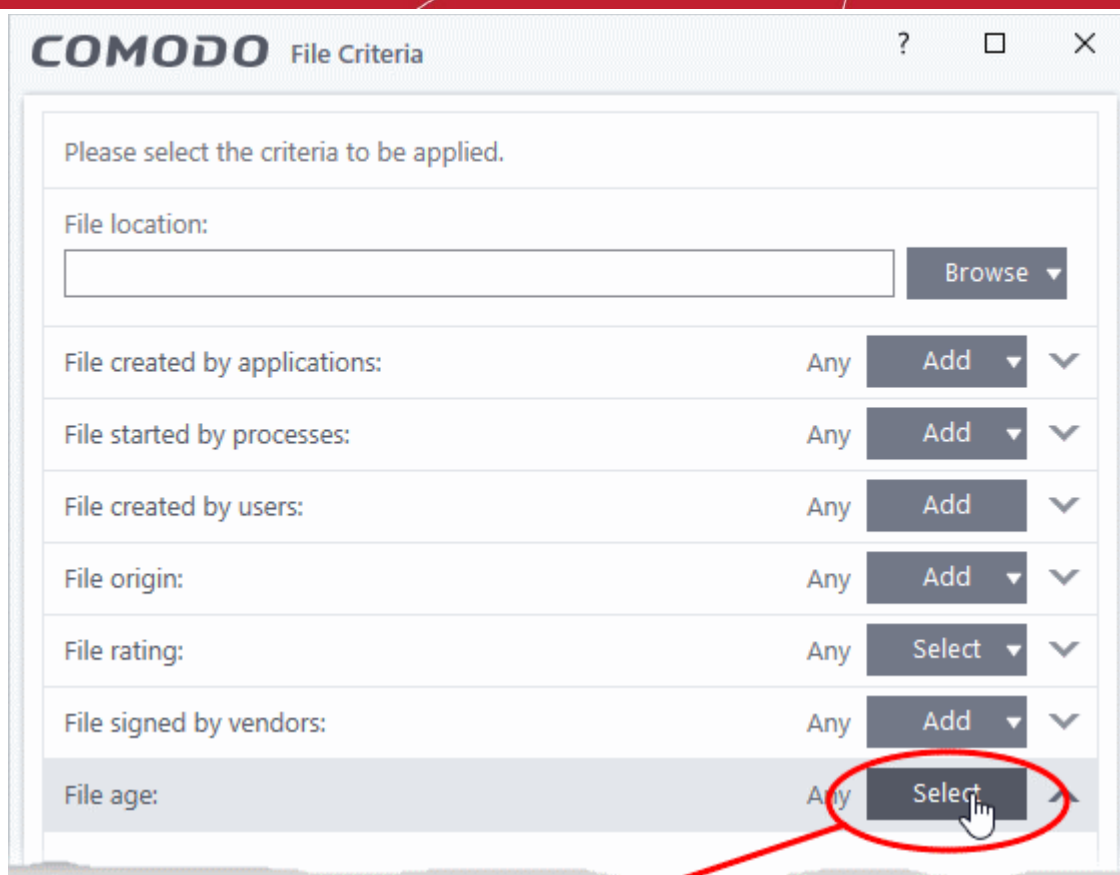 COMODO File Criteria ?
Please select the criteria to be applied.
File location:
Browse
File created by applications: Any Add
File started by processes: Any Add
File created by users: Any Add
File origin: Any Add
File rating: Any Select
File signed by vendors: Any Add
File age: Any Select